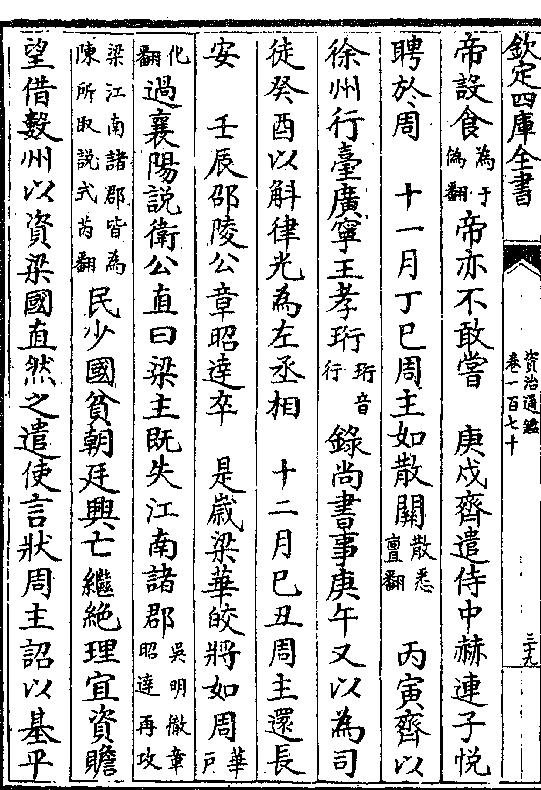 欽定四庫全書
資治通鑑
卷一百七十
三十九
帝設食為于偽翻帝亦不敢嘗 庚戌齊遣侍中赫連子悦
聘於周 十一月丁巳周主如散關散悉亶翻 丙寅齊以
徐州行臺廣寧王孝珩珩音行錄尚書事庚午又以為司
徒癸酉以斛律光為左丞相 十二月己丑周主還長
安 壬辰邵陵公章昭達卒 是嵗梁華皎將如周華户
化翻過襄陽説衛公直曰梁主既失江南諸郡吳明徹章昭達再攻
梁江南諸郡皆為陳所取説式芮翻民少國貧朝廷興亡繼絶理宜資贍
望借數州以資梁國直然之遣使言狀周主詔以基平